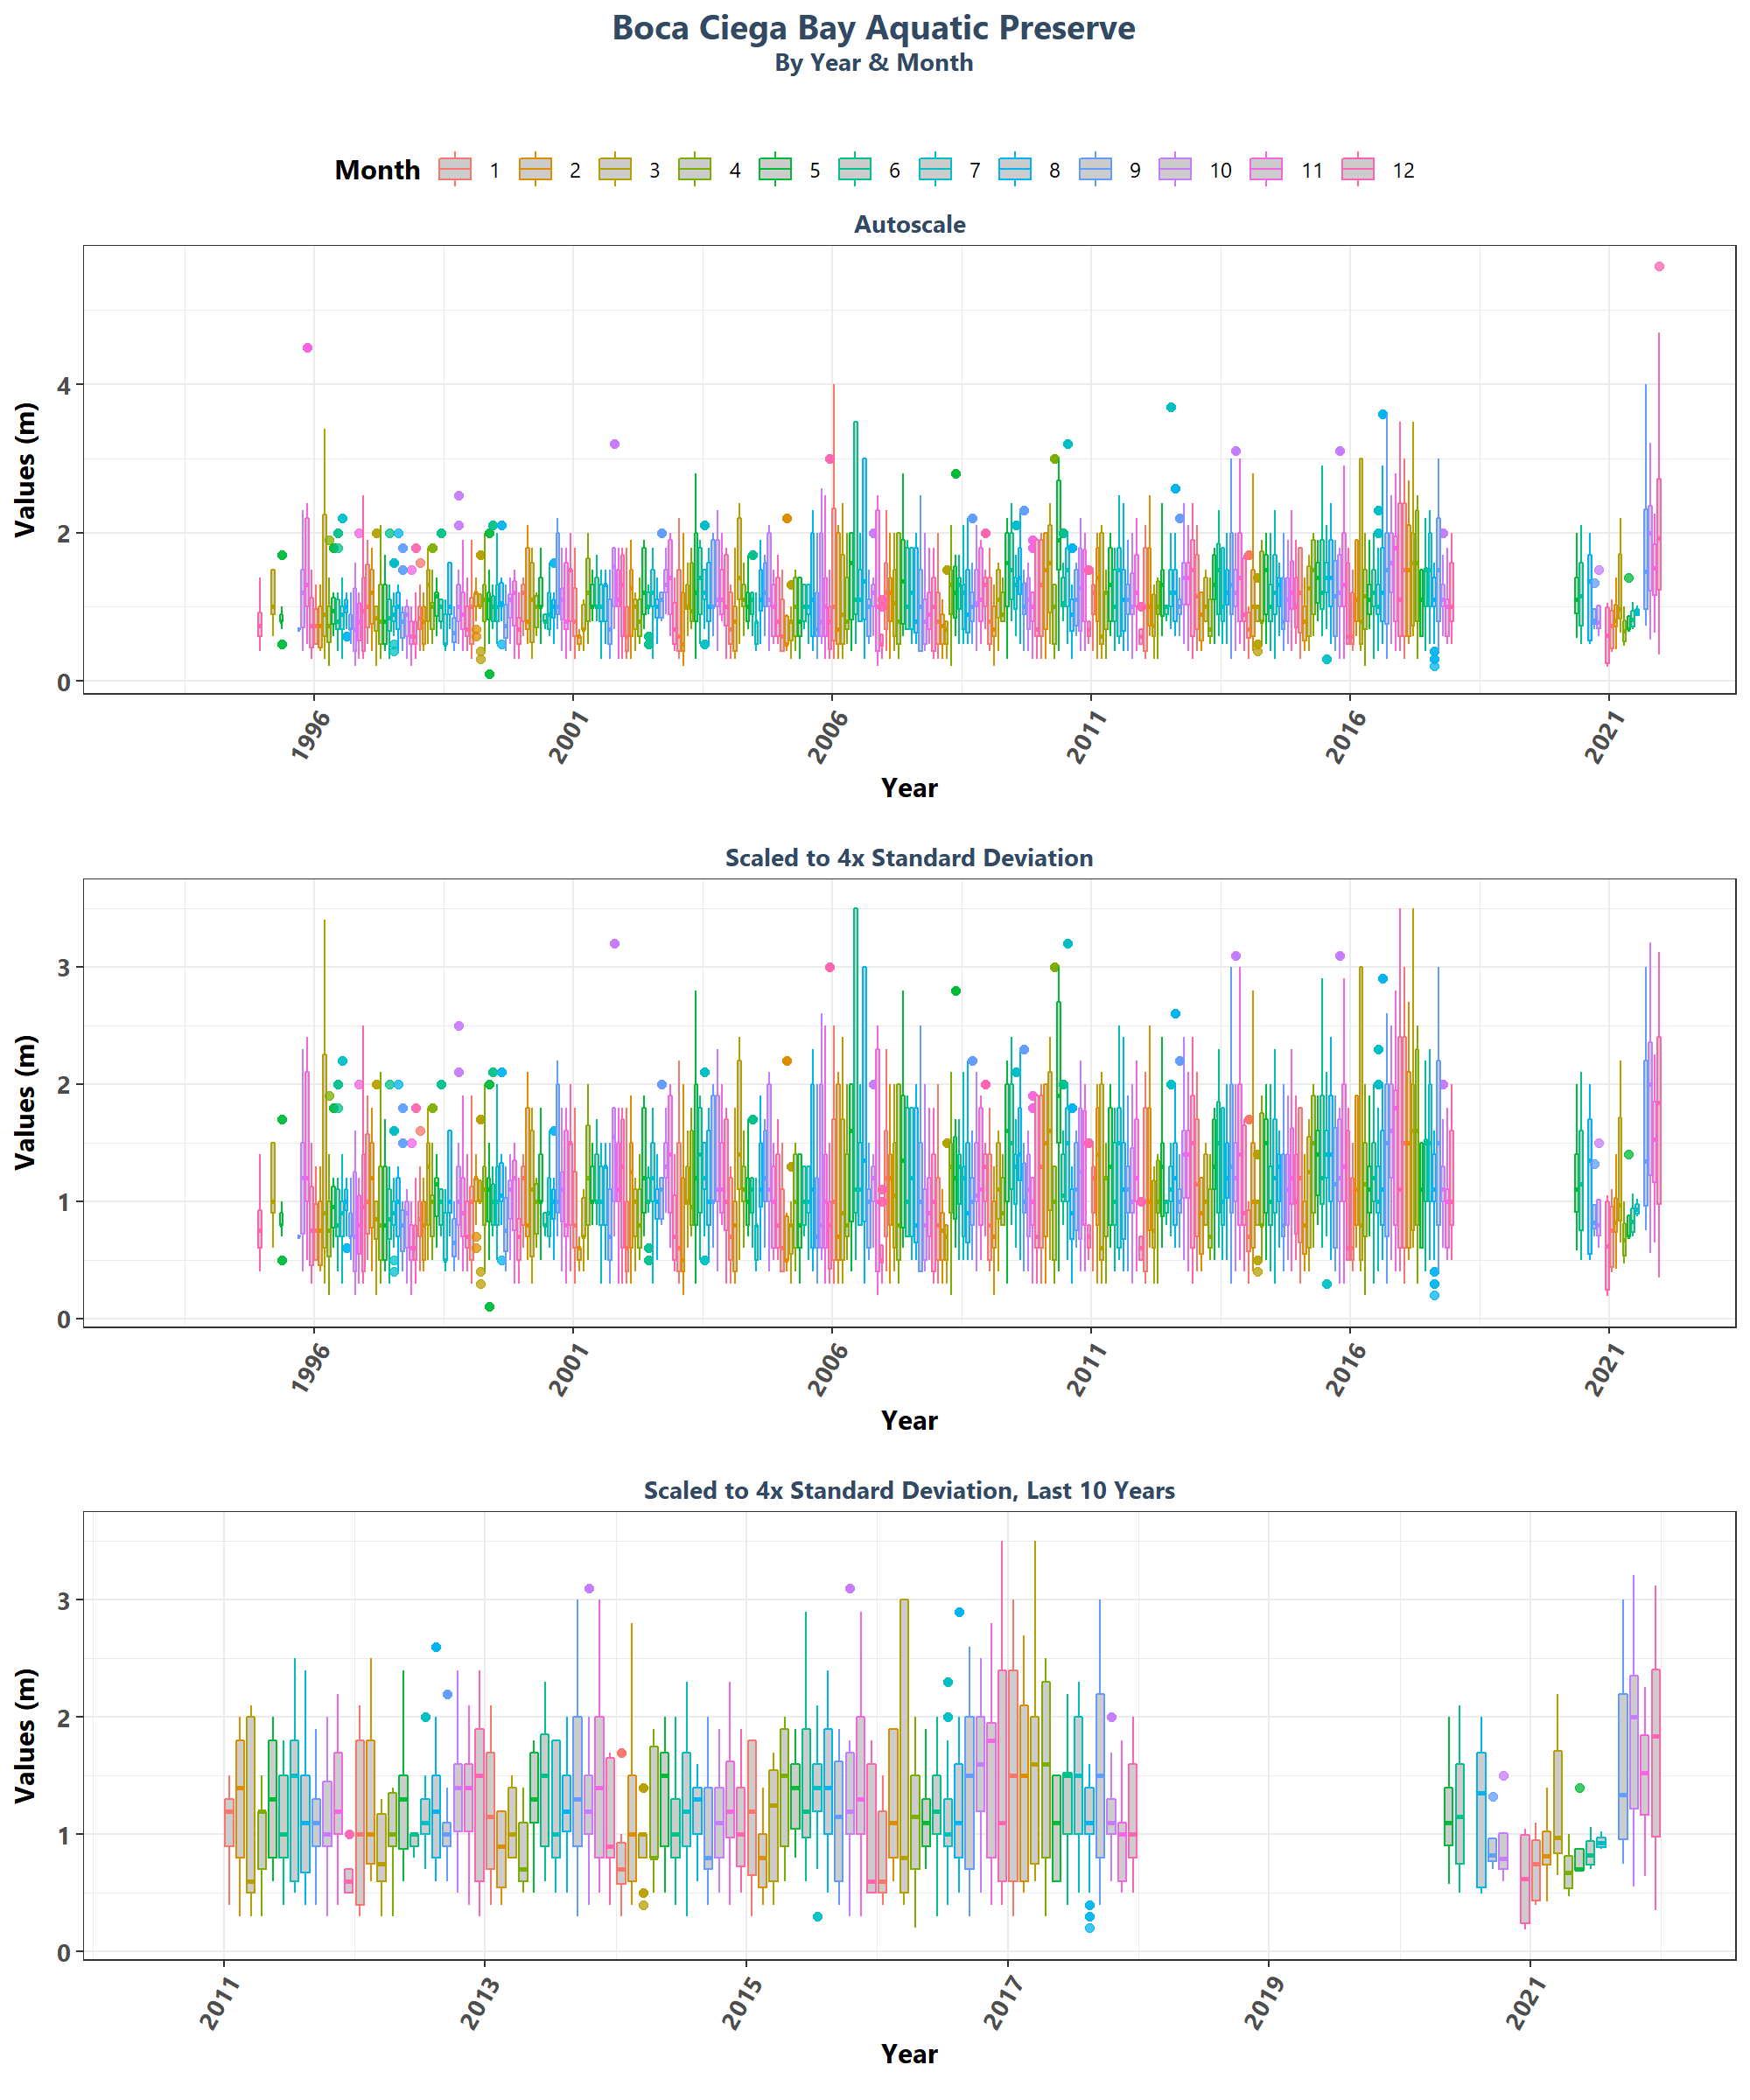 Boca Ciega Bay Aquatic Preserve
By Year & Month
Month 1 2 3 4 5 6 7 8 9 10 11 12
Autoscale
Values (m)
4
2
0
1996 2001 2006 2011 2016 2021
Year
Scaled to 4x Standard Deviation
Values (m)
3
2
1
0
1996 2001 2006 2011 2016 2021
Year
Scaled to 4x Standard Deviation, Last 10 Years
Values (m)
3
2
1
0
2011 2013 2015 2017 2019 2021
Year